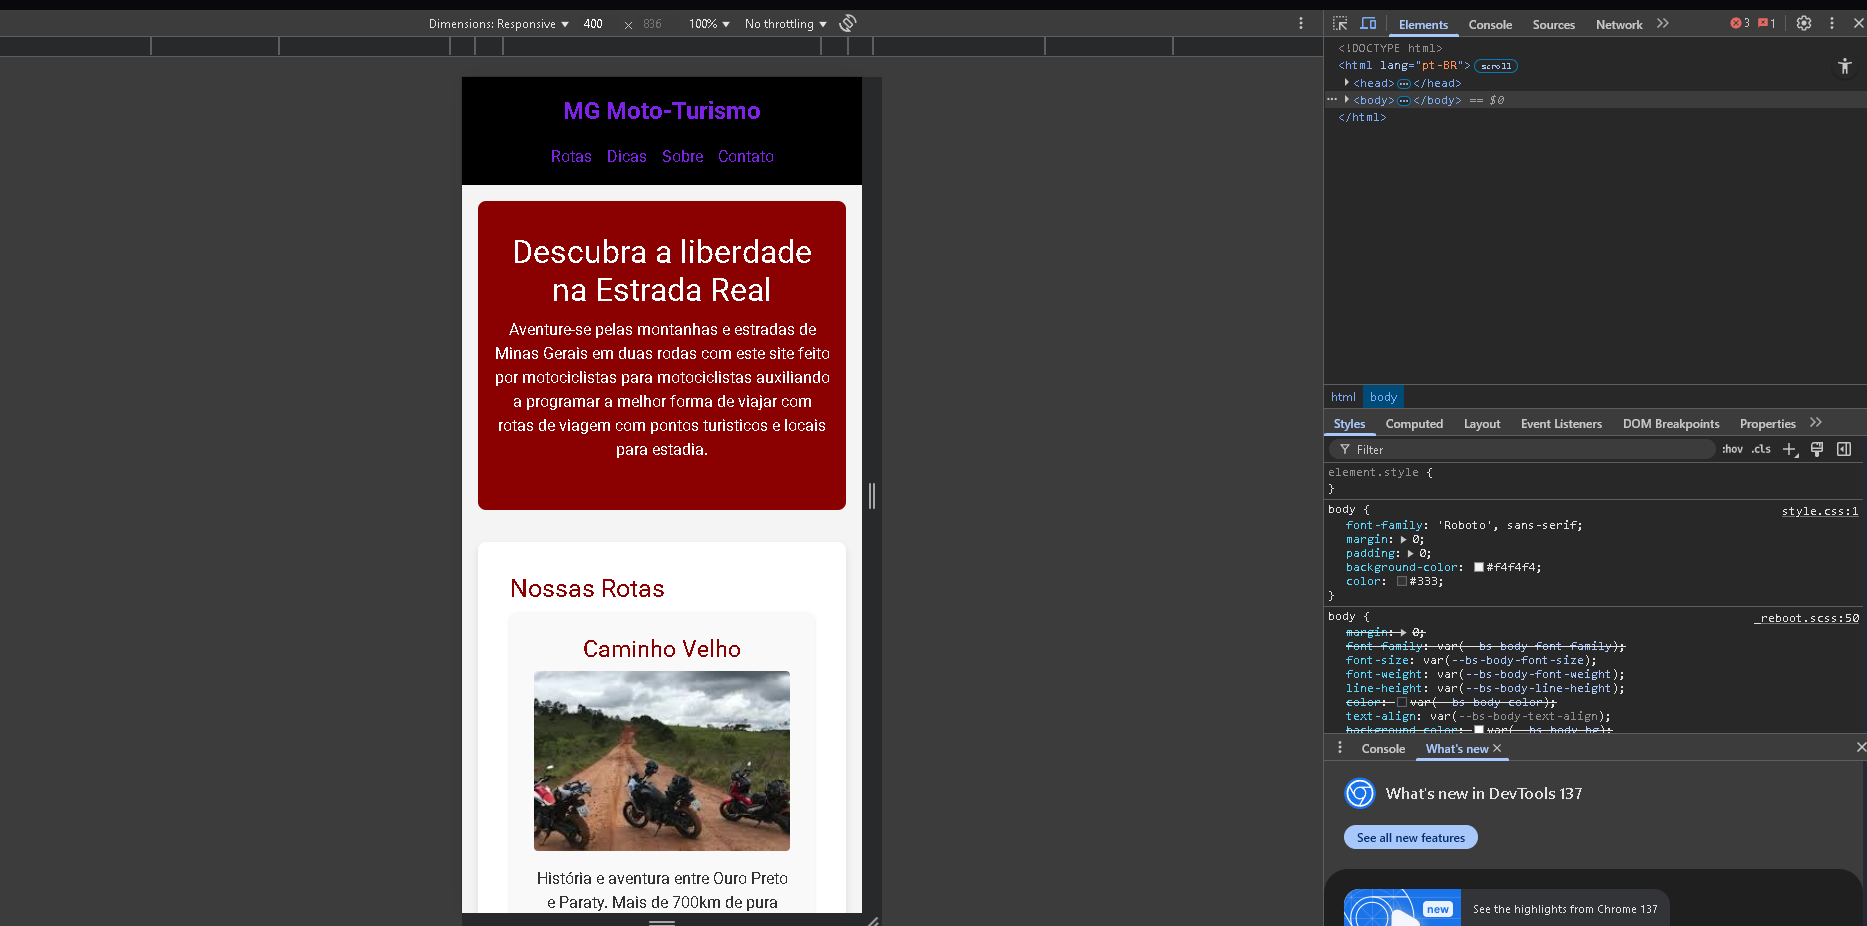 Dimensions: Responsive 400 × 836 100% No throttling
MG Moto-Turismo
Rotas Dicas Sobre Contato
Descubra a liberdade
na Estrada Real
Aventure-se pelas montanhas e estradas de
Minas Gerais em duas rodas com este site feito
por motociclistas para motociclistas auxiliando
a programar a melhor forma de viajar com
rotas de viagem com pontos turisticos e locais
para estadia.
Nossas Rotas
Caminho Velho
História e aventura entre Ouro Preto
e Paraty. Mais de 700km de pura
Elements Console Sources Network 3 1
<!DOCTYPE html>
<html lang="pt-BR"> scroll
<head> ⋯ </head>
⋯ <body> ⋯ </body> == $0
</html>
html body
Styles Computed Layout Event Listeners DOM Breakpoints Properties
Filter :hov .cls
element.style {
}
body { style.css:1
font-family: 'Roboto', sans-serif;
margin: 0;
padding: 0;
background-color: #f4f4f4;
color: #333;
}
body { _reboot.scss:50
margin: 0;
font-family: var(--bs-body-font-family);
font-size: var(--bs-body-font-size);
font-weight: var(--bs-body-font-weight);
line-height: var(--bs-body-line-height);
color: var(--bs-body-color);
text-align: var(--bs-body-text-align);
background-color: var(--bs-body-bg);
Console What's new
What's new in DevTools 137
See all new features
new See the highlights from Chrome 137